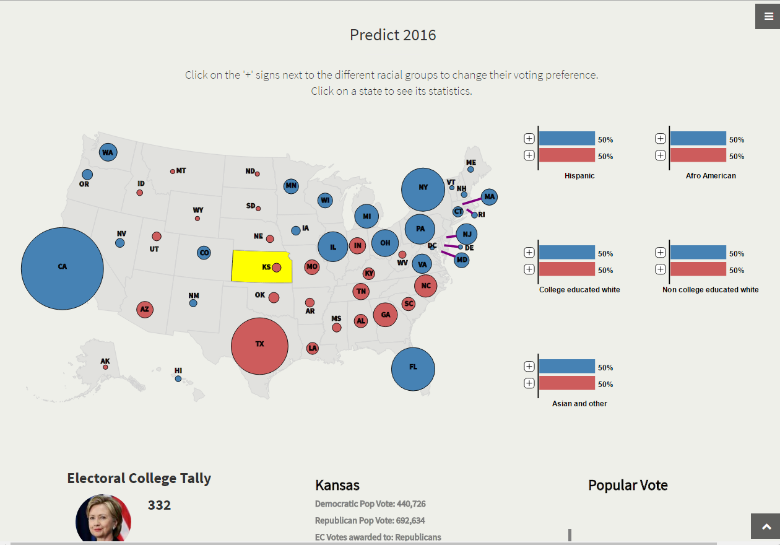 Predict 2016
Click on the '+' signs next to the different racial groups to change their voting preference.
Click on a state to see its statistics.
WA
OR
ID
MT
ND
MN
WI
MI
NY
VT
NH
ME
MA
CT
RI
SD
WY
NV
UT
CO
NE
IA
IL
IN
OH
PA
NJ
DC
DE
MD
WV
VA
CA
KS
MO
KY
NC
TN
SC
AZ
NM
OK
AR
MS
AL
GA
TX
LA
FL
AK
HI
+ 50%
+ 50%
Hispanic
+ 50%
+ 50%
Afro American
+ 50%
+ 50%
College educated white
+ 50%
+ 50%
Non college educated white
+ 50%
+ 50%
Asian and other
Electoral College Tally
332
Kansas
Democratic Pop Vote: 440,726
Republican Pop Vote: 692,634
EC Votes awarded to: Republicans
Popular Vote